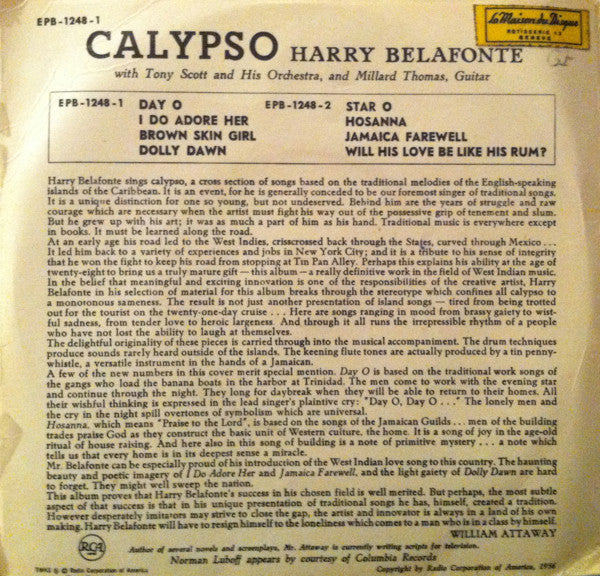 EPB-1248-1
La Maison du Disque
ROTISSERIE 12
GENEVE
CALYPSO HARRY BELAFONTE
with Tony Scott and His Orchestra, and Millard Thomas, Guitar
EPB-1248-1 DAY O EPB-1248-2 STAR O
I DO ADORE HER HOSANNA
BROWN SKIN GIRL JAMAICA FAREWELL
DOLLY DAWN WILL HIS LOVE BE LIKE HIS RUM?
Harry Belafonte sings calypso, a cross section of songs based on the traditional melodies of the English-speaking
islands of the Caribbean. It is an event, for he is generally conceded to be our foremost singer of traditional songs.
It is a unique distinction for one so young, but not undeserved. Behind him are the years of struggle and raw
courage which are necessary when the artist must fight his way out of the possessive grip of tenement and slum.
But he grew up with his art; it was as much a part of him as his hand. Traditional music is everywhere except
in books. It must be learned along the road.
At an early age his road led to the West Indies, crisscrossed back through the States, curved through Mexico ...
It led him back to a variety of experiences and jobs in New York City; and it is a tribute to his sense of integrity
that he won the fight to keep his road from stopping at Tin Pan Alley. Perhaps this explains his ability at the age of
twenty-eight to bring us a truly mature gift — this album — a really definitive work in the field of West Indian music.
In the belief that meaningful and exciting innovation is one of the responsibilities of the creative artist, Harry
Belafonte in his selection of material for this album breaks through the stereotype which confines all calypso to
a monotonous sameness. The result is not just another presentation of island songs — tired from being trotted
out for the tourist on the twenty-one-day cruise ... Here are songs ranging in mood from brassy gaiety to wist-
ful sadness, from tender love to heroic largeness. And through it all runs the irrepressible rhythm of a people
who have not lost the ability to laugh at themselves.
The delightful originality of these pieces is carried through into the musical accompaniment. The drum techniques
produce sounds rarely heard outside of the islands. The keening flute tones are actually produced by a tin penny-
whistle, a versatile instrument in the hands of a Jamaican.
A few of the new numbers in this cover merit special mention. Day O is based on the traditional work songs of
the gangs who load the banana boats in the harbor at Trinidad. The men come to work with the evening star
and continue through the night. They long for daybreak when they will be able to return to their homes. All
their wishful thinking is expressed in the lead singer's plaintive cry: "Day O, Day O ..." The lonely men and
the cry in the night spill overtones of symbolism which are universal.
Hosanna, which means "Praise to the Lord", is based on the songs of the Jamaican Guilds ... men of the building
trades praise God as they construct the basic unit of Western culture, the home. It is a song of joy in the age-old
ritual of house raising. And here also in this song of building is a note of primitive mystery ... a note which
tells us that every home is in its deepest sense a miracle.
Mr. Belafonte can be especially proud of his introduction of the West Indian love song to this country. The haunting
beauty and poetic imagery of I Do Adore Her and Jamaica Farewell, and the light gaiety of Dolly Dawn are hard
to forget. They might well sweep the nation.
This album proves that Harry Belafonte's success in his chosen field is well merited. But perhaps, the most subtle
aspect of that success is that in his unique presentation of traditional songs he has, himself, created a tradition.
However desperately imitators may strive to close the gap, the artist and innovator is always in a land of his own
making. Harry Belafonte will have to resign himself to the loneliness which comes to a man who is in a class by himself.
WILLIAM ATTAWAY
RCA
Author of several novels and screenplays, Mr. Attaway is currently writing scripts for television.
Norman Luboff appears by courtesy of Columbia Records
TMKS ® © Radio Corporation of America.
Copyright by Radio Corporation of America, 1956